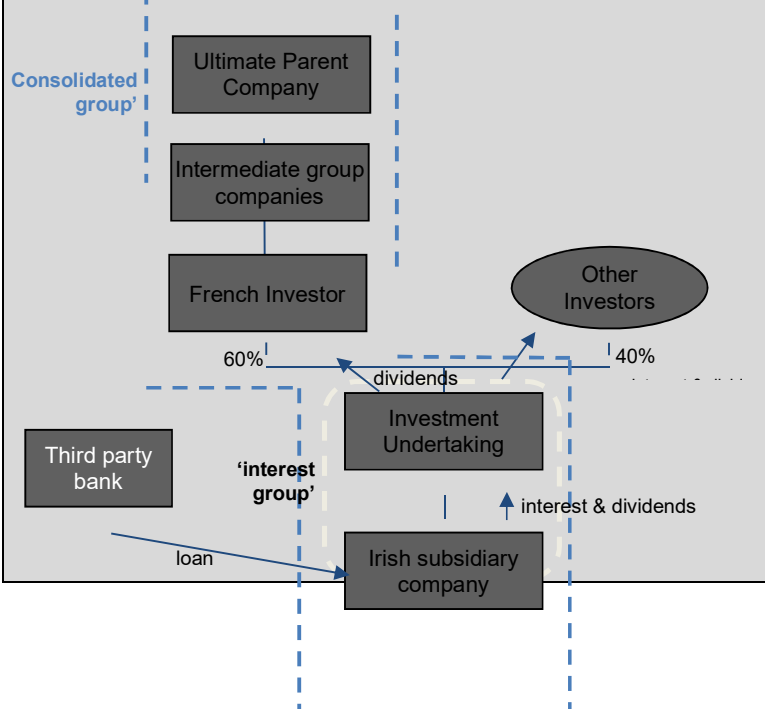 Ultimate Parent
Company
Consolidated
group’
Intermediate group
companies
French Investor
Other
Investors
60%
40%
dividends
Investment
Undertaking
Third party
bank
‘interest
group’
interest & dividends
loan
Irish subsidiary
company